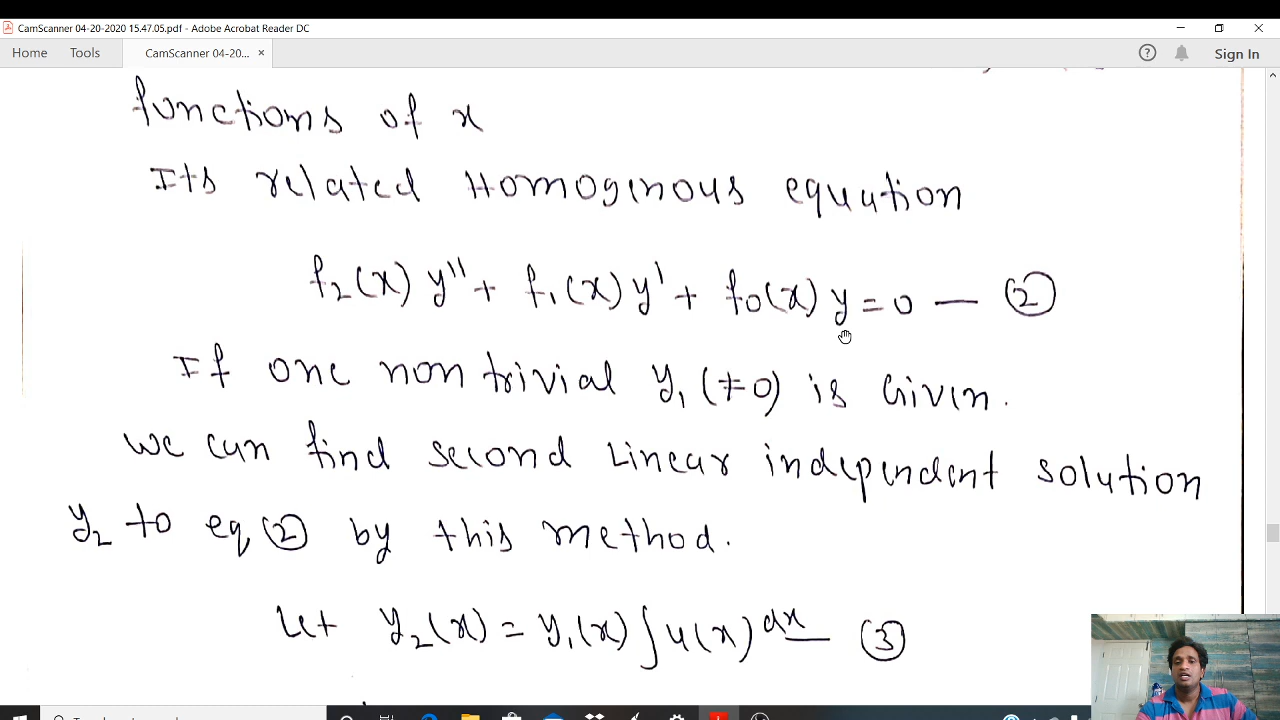 CamScanner 04-20-2020 15.47.05.pdf - Adobe Acrobat Reader DC
Home Tools CamScanner 04-20... × Sign In
functions of x
Its related Homogenous equation
f₂(x) y'' + f₁(x) y' + f₀(x) y = 0 — ②
If one non trivial y₁ (≠0) is Given.
we can find second Linear independent solution
y₂ to eq ② by this method.
Let y₂(x) = y₁(x) ∫ u(x) dx — ③